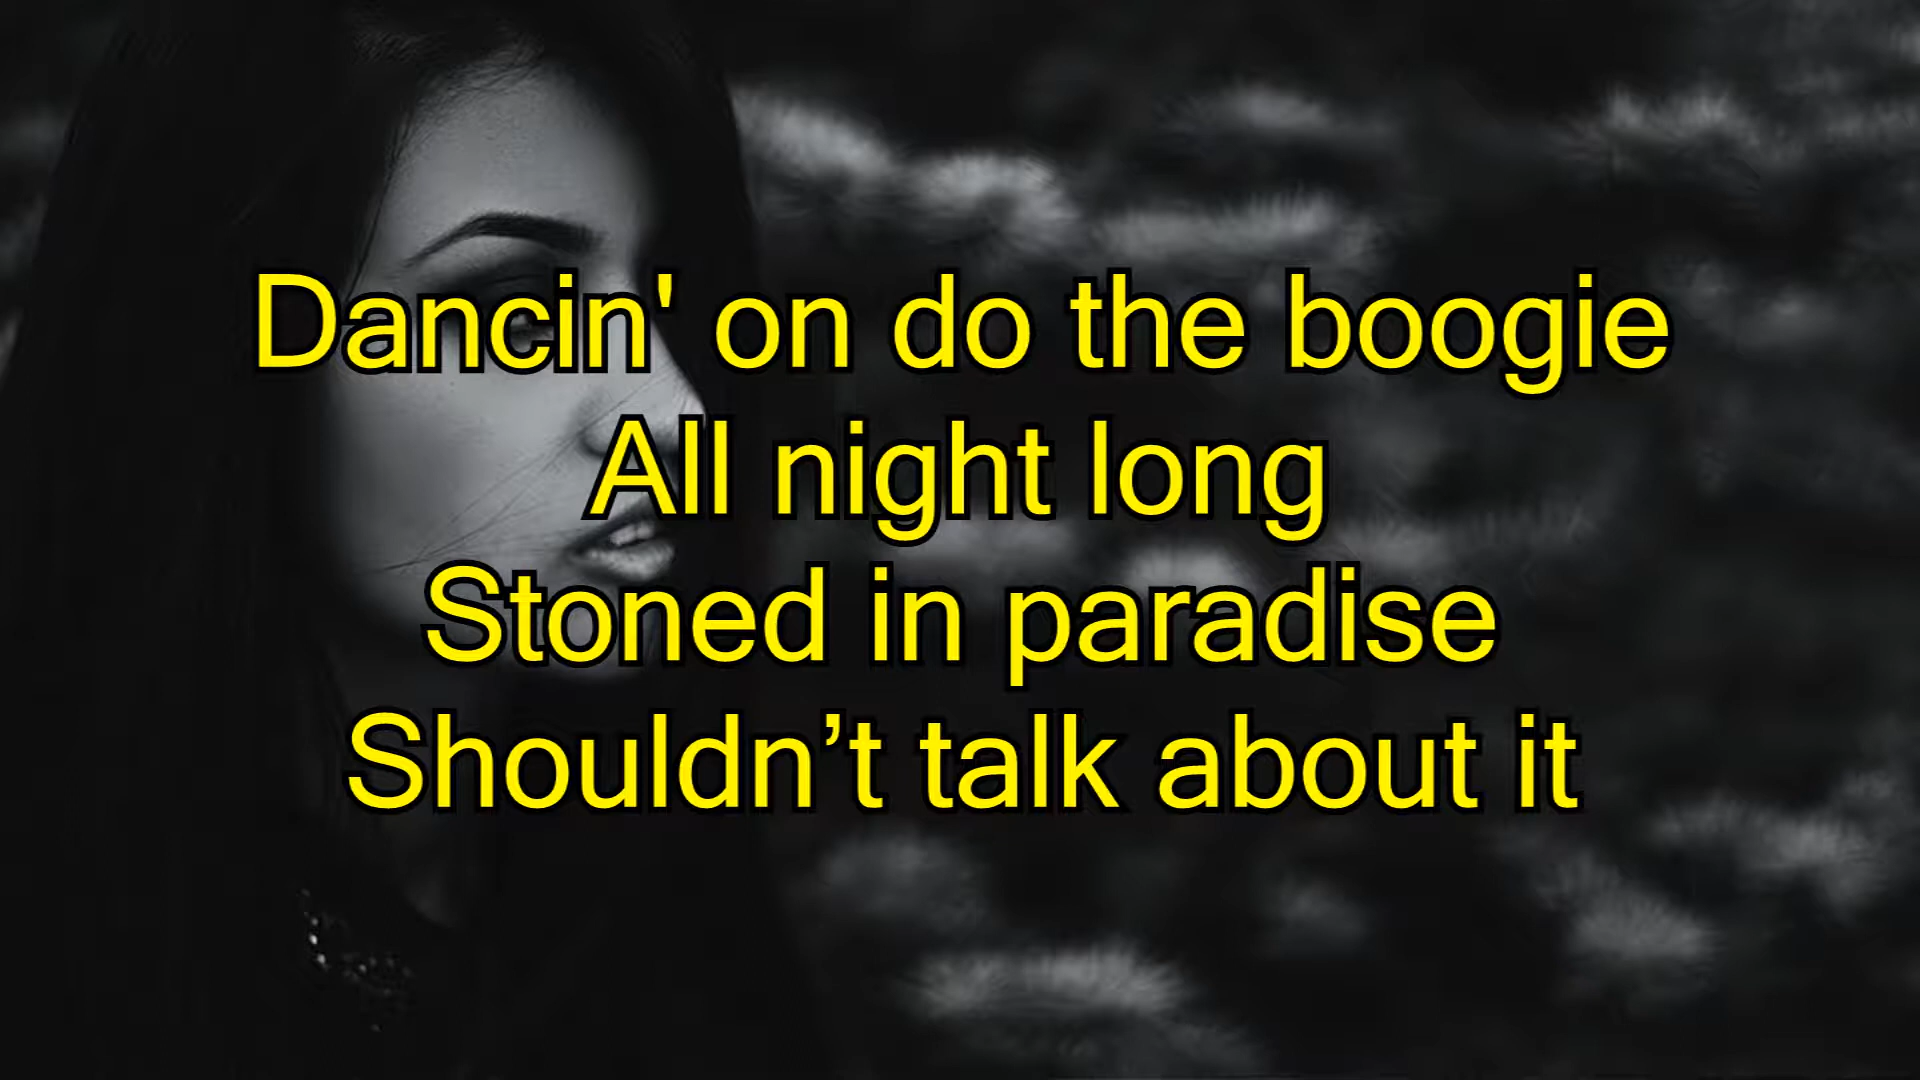 Dancin' on do the boogie
All night long
Stoned in paradise
Shouldn’t talk about it